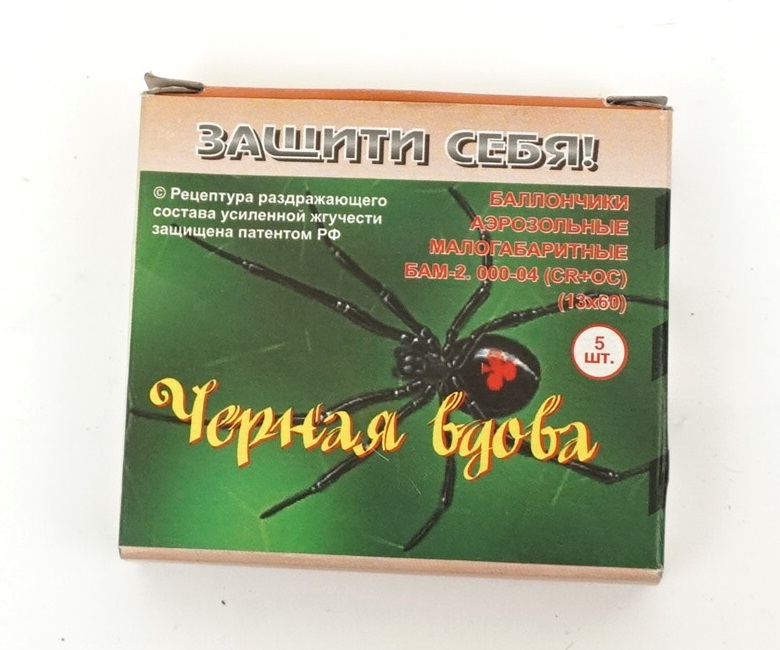 ЗАЩИТИ СЕБЯ!
© Рецептура раздражающего
состава усиленной жгучести
защищена патентом РФ
БАЛЛОНЧИКИ
АЭРОЗОЛЬНЫЕ
МАЛОГАБАРИТНЫЕ
БАМ-2. 000-04 (CR+OC)
(13х60)
5
шт.
Черная вдова